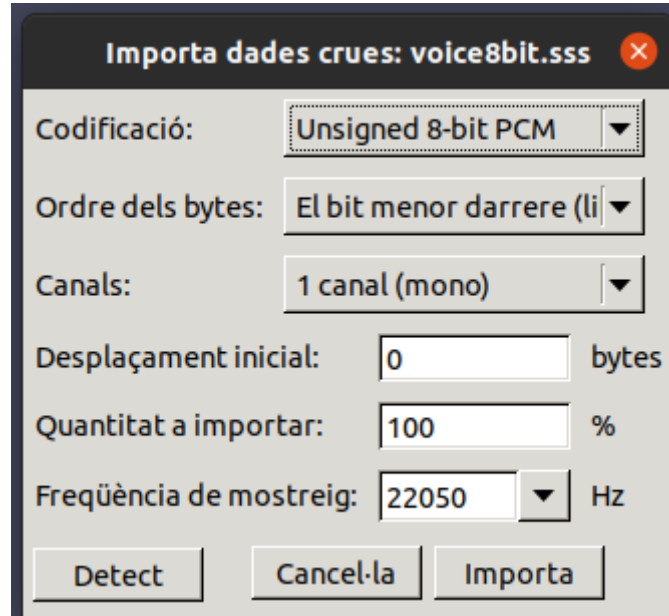 Importa dades crues: voice8bit.sss
Codificació: Unsigned 8-bit PCM
Ordre dels bytes: El bit menor darrere (li
Canals: 1 canal (mono)
Desplaçament inicial: 0 bytes
Quantitat a importar: 100 %
Freqüència de mostreig: 22050 Hz
Detect Cancel·la Importa